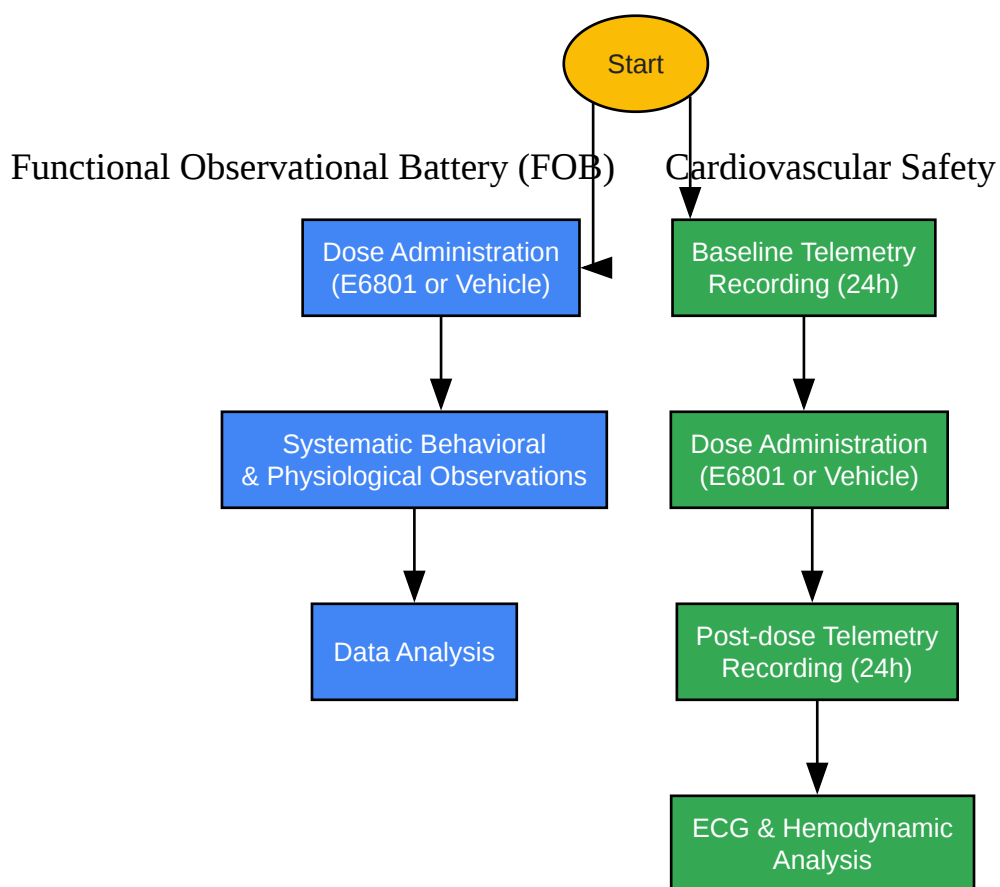 Start
Functional Observational Battery (FOB)
Cardiovascular Safety
Dose Administration
(E6801 or Vehicle)
Baseline Telemetry
Recording (24h)
Systematic Behavioral
& Physiological Observations
Dose Administration
(E6801 or Vehicle)
Data Analysis
Post-dose Telemetry
Recording (24h)
ECG & Hemodynamic
Analysis